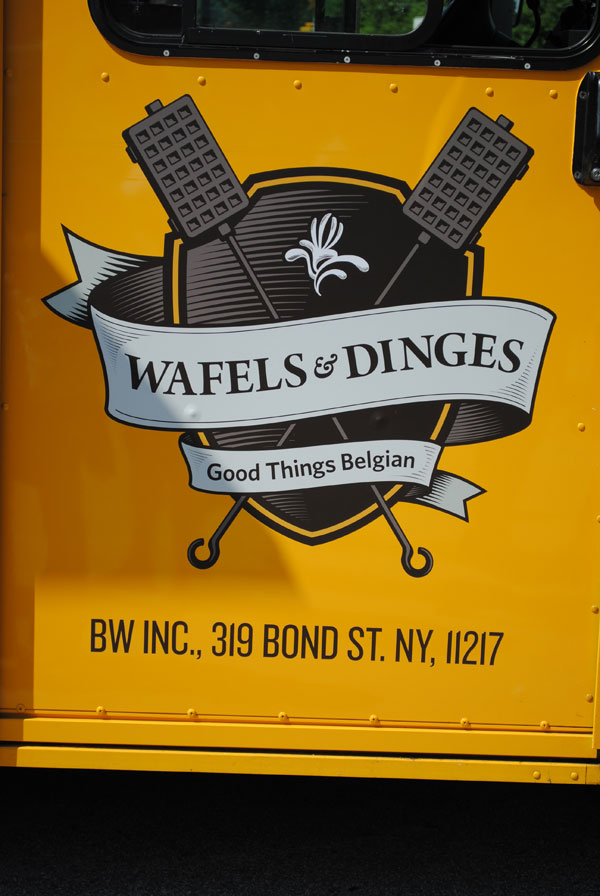 WAFELS & DINGES
Good Things Belgian
BW INC., 319 BOND ST. NY, 11217